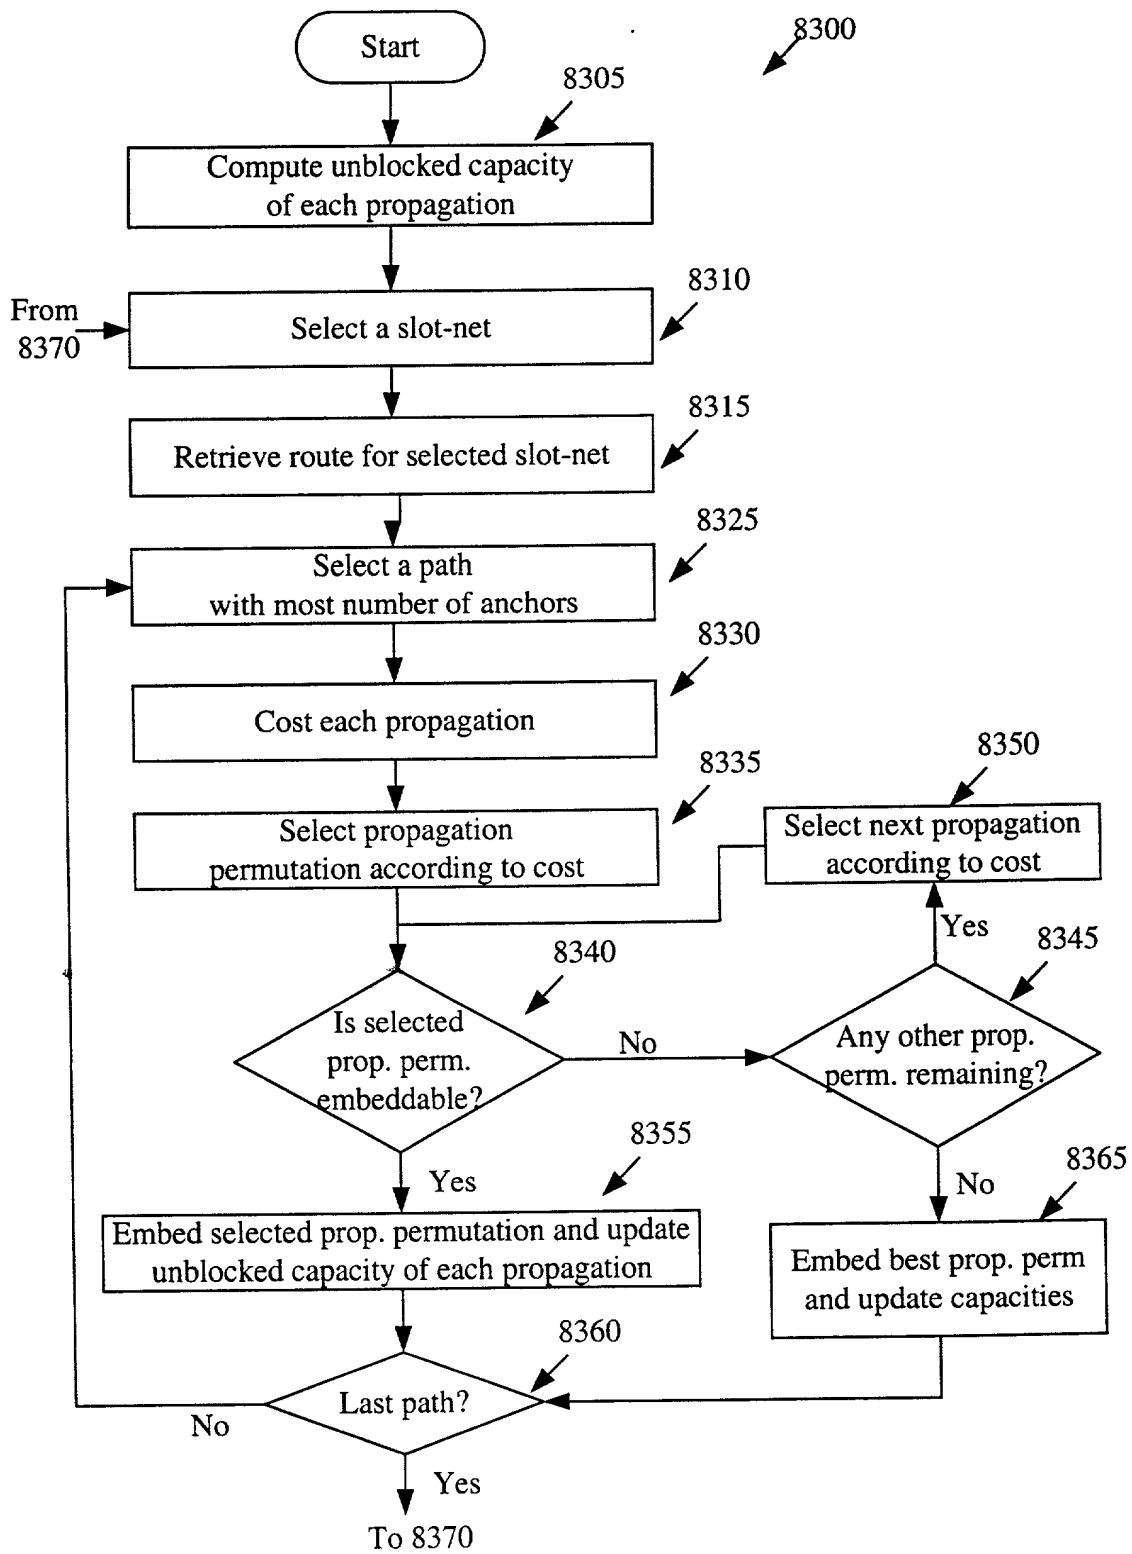 Start
8300
8305
Compute unblocked capacity
of each propagation
8310
From
8370
Select a slot-net
8315
Retrieve route for selected slot-net
8325
Select a path
with most number of anchors
8330
Cost each propagation
8335
Select propagation
permutation according to cost
8350
Select next propagation
according to cost
Yes
8345
8340
Is selected
prop. perm.
embeddable?
No
Any other prop.
perm. remaining?
8355
Yes
8365
No
Embed selected prop. permutation and update
unblocked capacity of each propagation
Embed best prop. perm
and update capacities
8360
Last path?
No
Yes
To 8370